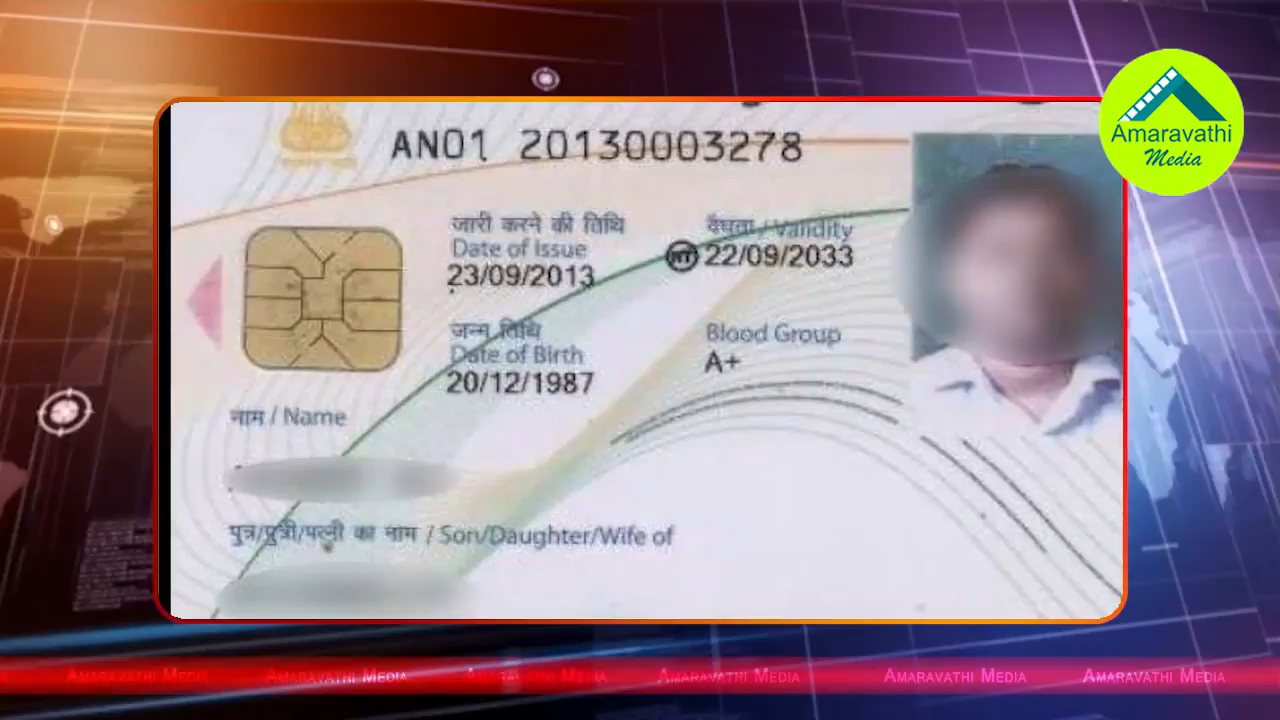 Amaravathi
Media
AN01 20130003278
जारी करने की तिथि
Date of Issue
23/09/2013
वैधता / Validity
NT 22/09/2033
जन्म तिथि
Date of Birth
20/12/1987
Blood Group
A+
नाम / Name
पुत्र/पुत्री/पत्नी का नाम / Son/Daughter/Wife of
Amaravathi Media Amaravathi Media Amaravathi Media Amaravathi Media Amaravathi Media Amaravathi Media